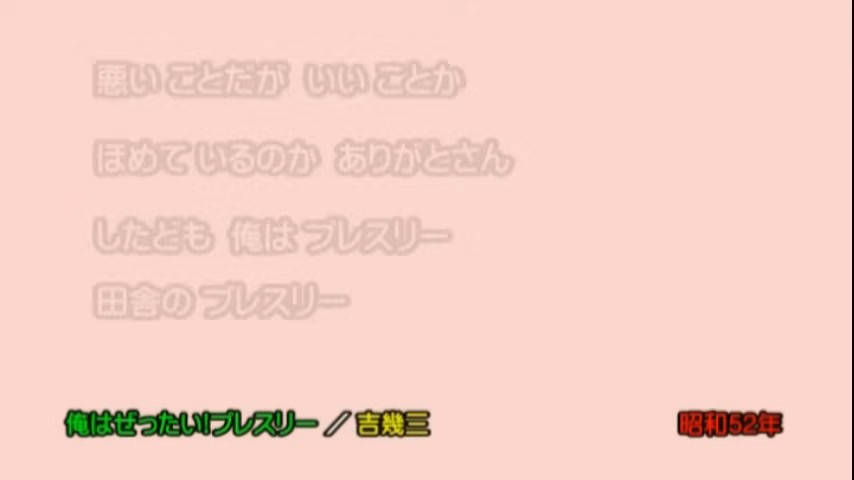 悪い ことだが いい ことか
ほめて いるのか ありがとさん
したども 俺は プレスリー
田舎の プレスリー
俺はぜったい!プレスリー ／ 吉幾三 昭和52年